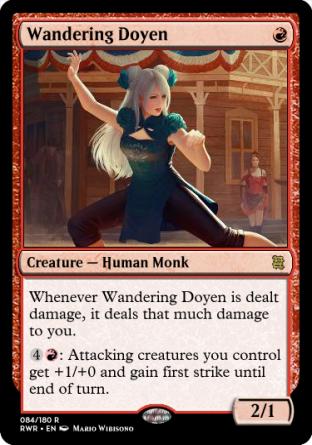 Wandering Doyen
Creature — Human Monk
Whenever Wandering Doyen is dealt
damage, it deals that much damage
to you.
4 R: Attacking creatures you control
get +1/+0 and gain first strike until
end of turn.
084/180 R
RWR • EN Mario Wibisono
2/1